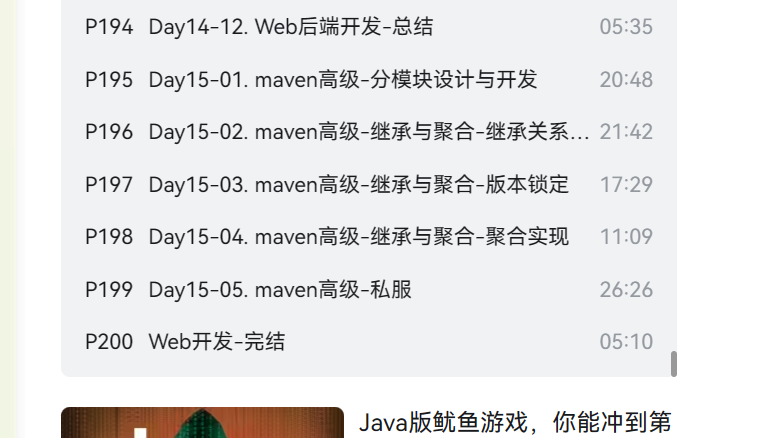 P194 Day14-12. Web后端开发-总结 05:35
P195 Day15-01. maven高级-分模块设计与开发 20:48
P196 Day15-02. maven高级-继承与聚合-继承关系… 21:42
P197 Day15-03. maven高级-继承与聚合-版本锁定 17:29
P198 Day15-04. maven高级-继承与聚合-聚合实现 11:09
P199 Day15-05. maven高级-私服 26:26
P200 Web开发-完结 05:10
Java版鱿鱼游戏，你能冲到第